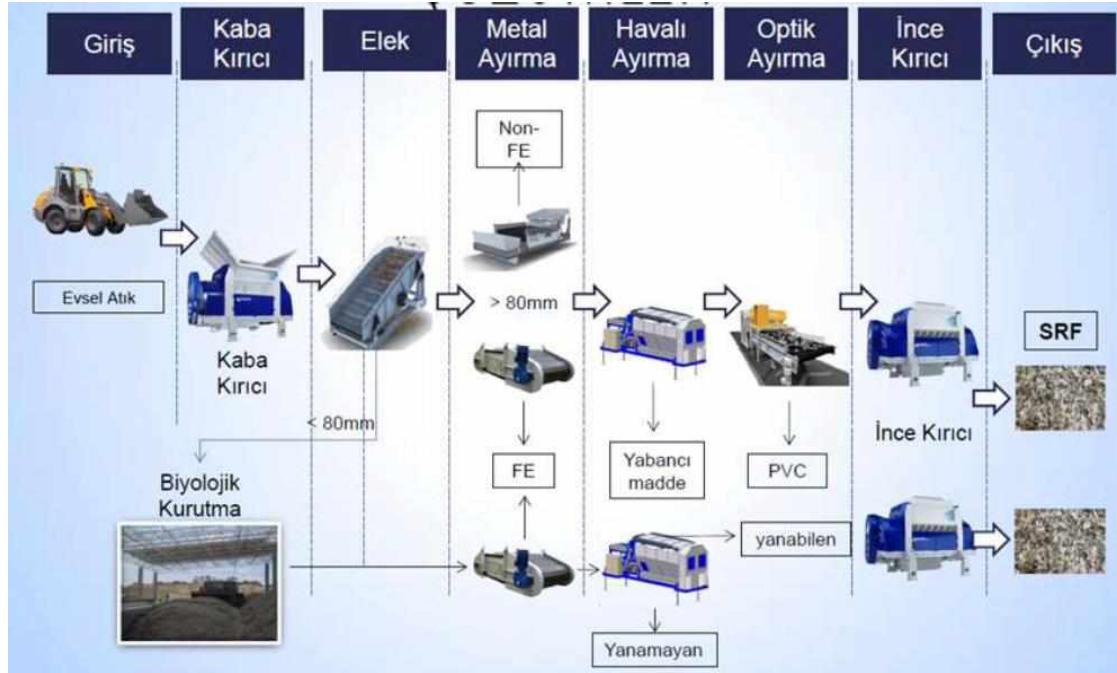 Giriş
Kaba
Kırıcı
Elek
Metal
Ayırma
Havalı
Ayırma
Optik
Ayırma
İnce
Kırıcı
Çıkış
Non-
FE
Evsel Atık
> 80mm
SRF
Kaba
Kırıcı
< 80mm
İnce Kırıcı
FE
Yabancı
madde
PVC
Biyolojik
Kurutma
yanabilen
Yanamayan